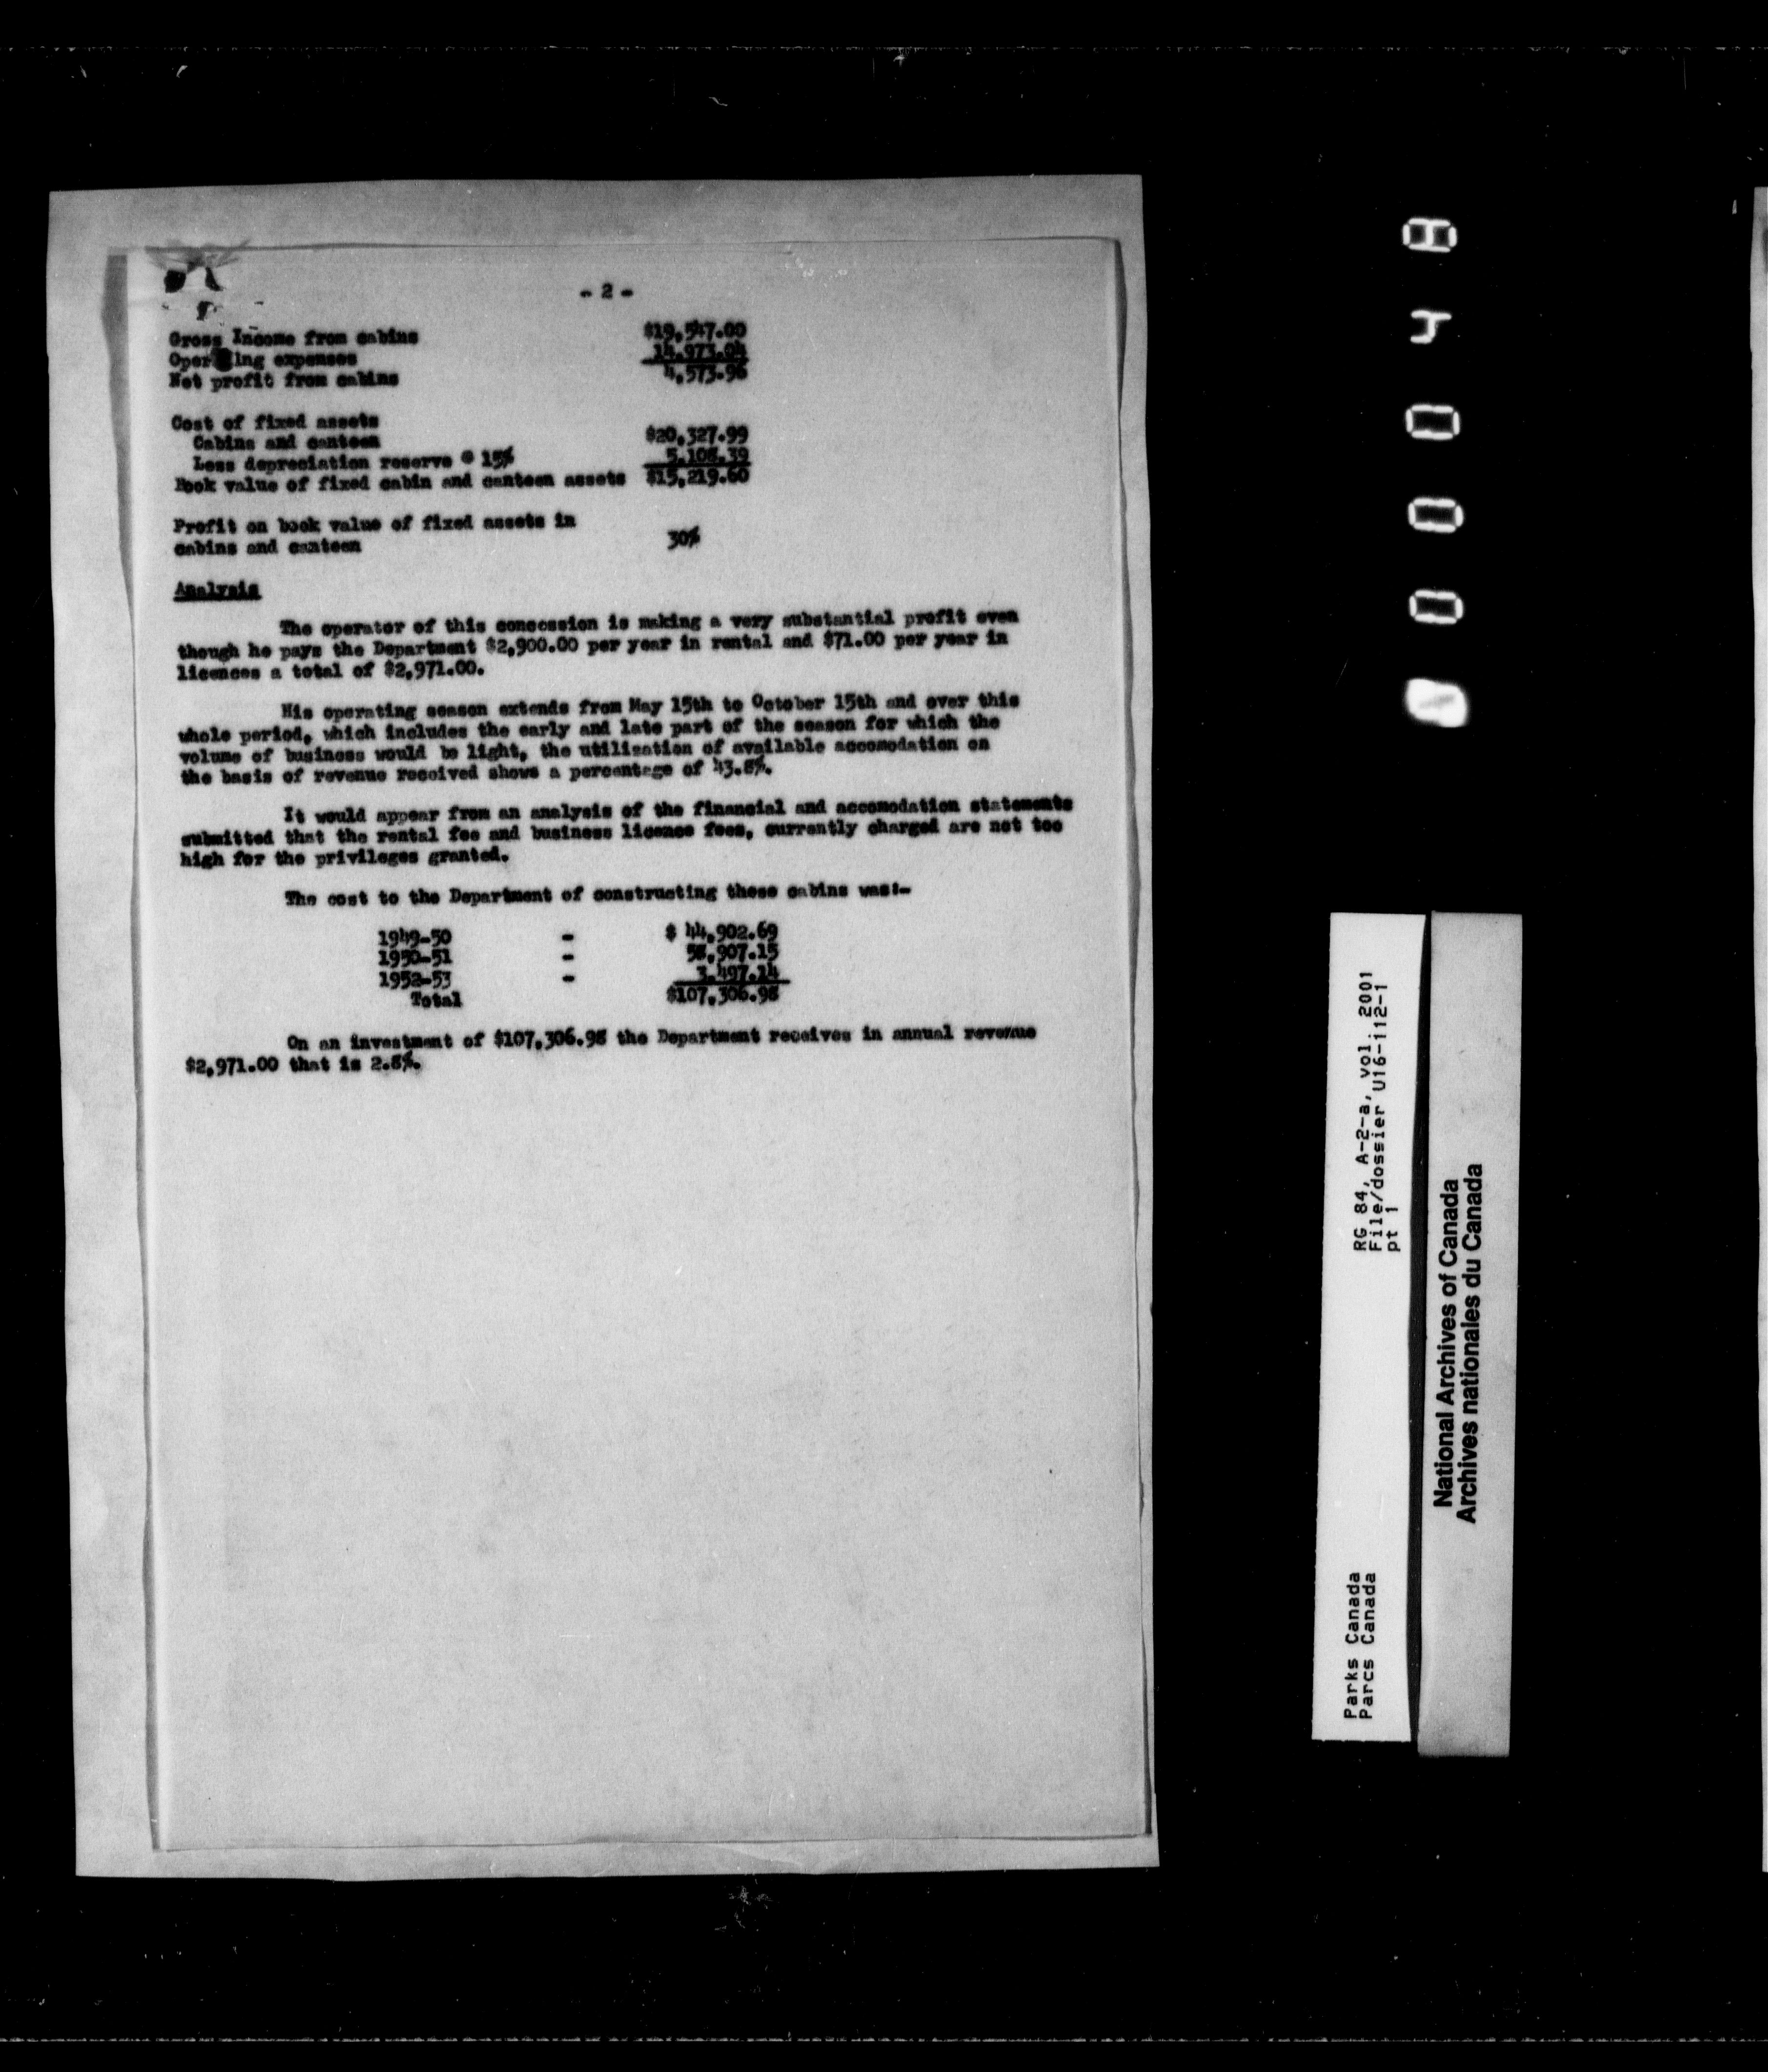 - 2 -
Gross Income from cabins $19,547.00
Operating expenses 14,973.04
Net profit from cabins 4,573.96
Cost of fixed assets
Cabins and canteen $20,327.99
Less depreciation reserve @ 15% 5,108.39
Book value of fixed cabin and canteen assets $15,219.60
Profit on book value of fixed assets in
cabins and canteen 30%
Analysis
The operator of this concession is making a very substantial profit even
though he pays the Department $2,900.00 per year in rental and $71.00 per year in
licences a total of $2,971.00.
His operating season extends from May 15th to October 15th and over this
whole period, which includes the early and late part of the season for which the
volume of business would be light, the utilization of available accomodation on
the basis of revenue received shows a percentage of 43.8%.
It would appear from an analysis of the financial and accomodation statements
submitted that the rental fee and business licence fees, currently charged are not too
high for the privileges granted.
The cost to the Department of constructing these cabins was:-
1949-50 - $ 44,902.69
1950-51 - 58,907.15
1952-53 - 3,497.14
Total $107,306.98
On an investment of $107,306.98 the Department receives in annual revenue
$2,971.00 that is 2.8%.
RG 84, A-2-a, vol. 2001
File/dossier U16-112-1
pt 1
Parks Canada
Parcs Canada
National Archives of Canada
Archives nationales du Canada